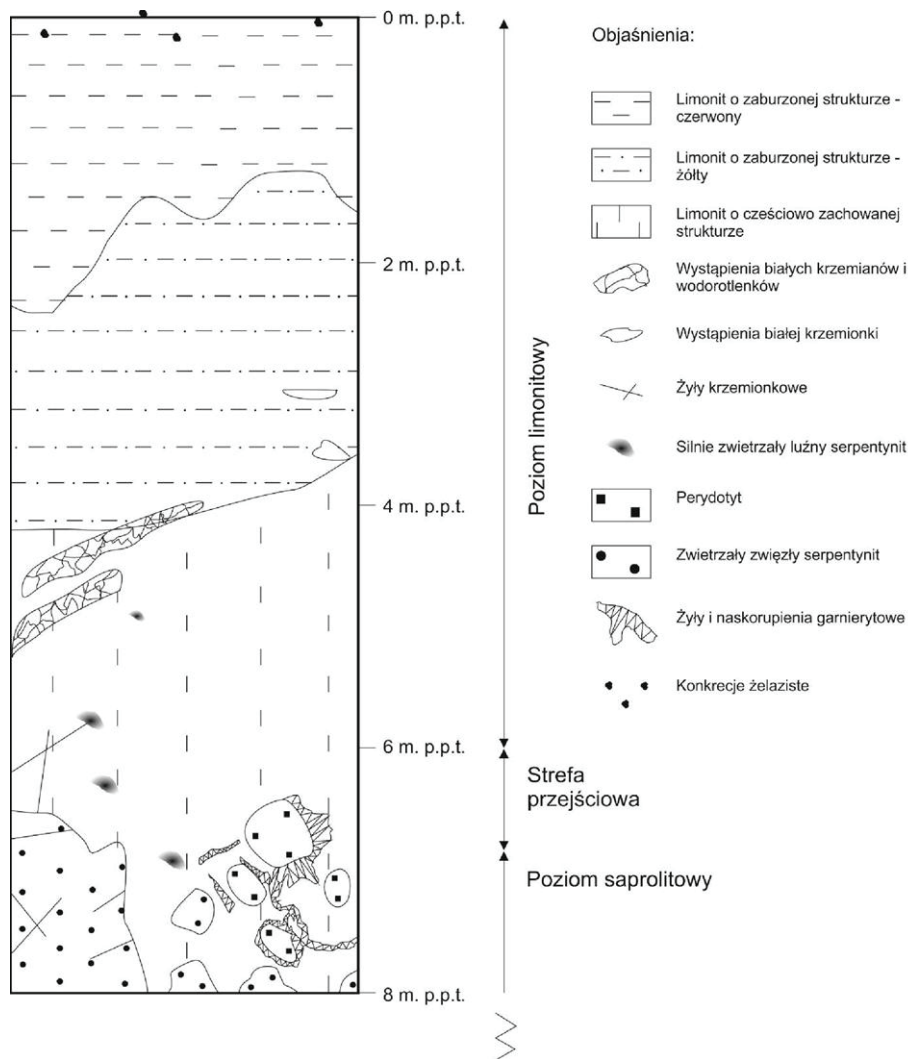 0 m. p.p.t.
2 m. p.p.t.
4 m. p.p.t.
6 m. p.p.t.
8 m. p.p.t.
Poziom limonitowy
Strefa
przejściowa
Poziom saprolitowy
Objaśnienia:
Limonit o zaburzonej strukturze -
czerwony
Limonit o zaburzonej strukturze -
żółty
Limonit o cześciowo zachowanej
strukturze
Wystąpienia białych krzemianów i
wodorotlenków
Wystąpienia białej krzemionki
Żyły krzemionkowe
Silnie zwietrzały luźny serpentynit
Perydotyt
Zwietrzały zwięzły serpentynit
Żyły i naskorupienia garnierytowe
Konkrecje żelaziste